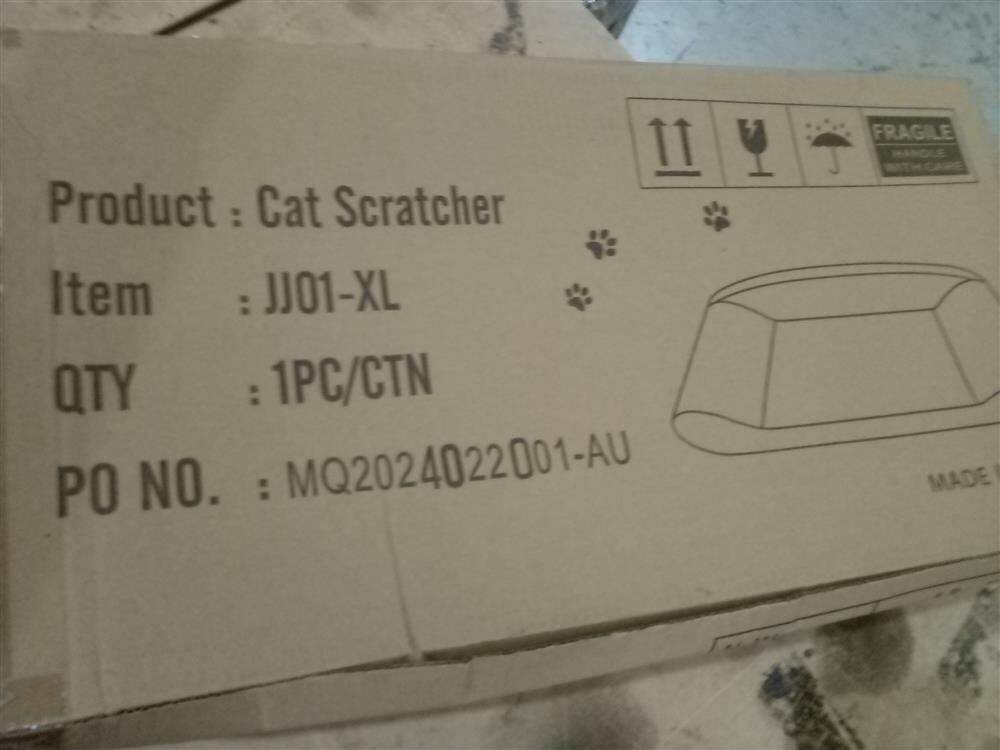 FRAGILE
HANDLE
WITH CARE
Product : Cat Scratcher
Item : JJ01-XL
QTY : 1PC/CTN
PO NO. : MQ2024022001-AU
MADE